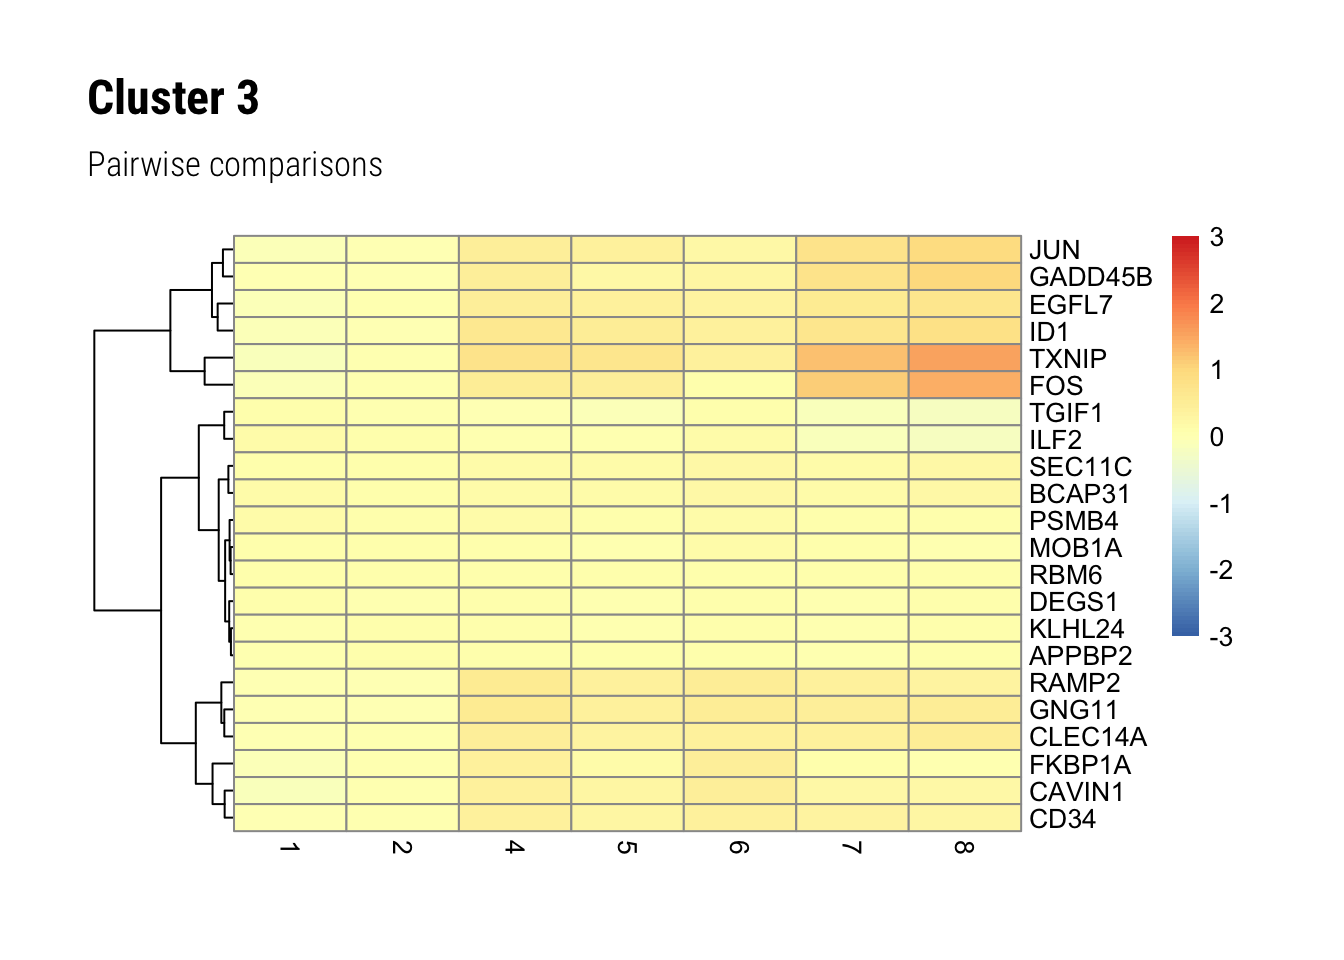 Cluster 3
Pairwise comparisons
JUN
GADD45B
EGFL7
ID1
TXNIP
FOS
TGIF1
ILF2
SEC11C
BCAP31
PSMB4
MOB1A
RBM6
DEGS1
KLHL24
APPBP2
RAMP2
GNG11
CLEC14A
FKBP1A
CAVIN1
CD34
1 2 4 5 6 7 8
3
2
1
0
-1
-2
-3